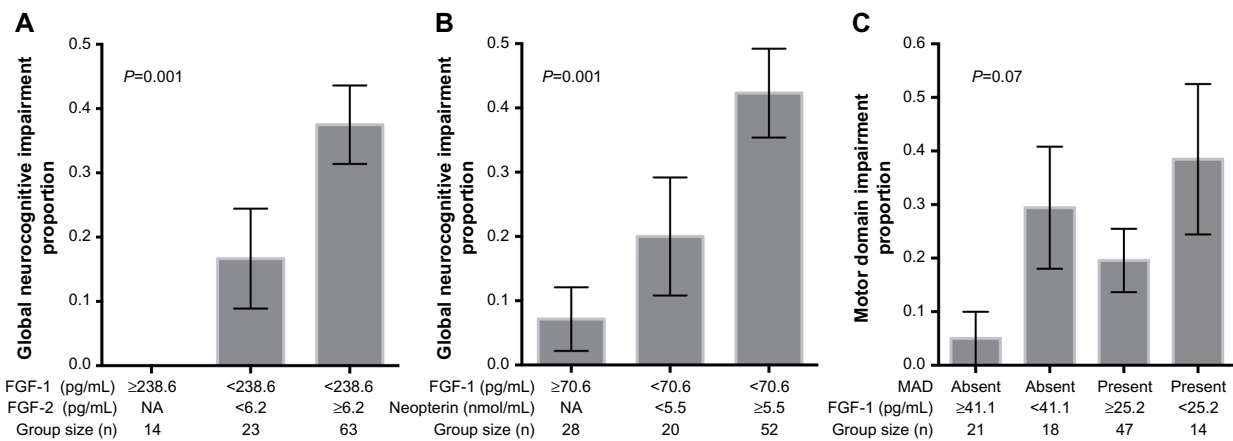 A
Global neurocognitive impairment
proportion
0.5
0.4
0.3
0.2
0.1
0.0
P=0.001
FGF-1 (pg/mL) ≥238.6 <238.6 <238.6
FGF-2 (pg/mL) NA <6.2 ≥6.2
Group size (n) 14 23 63
B
Global neurocognitive impairment
proportion
0.5
0.4
0.3
0.2
0.1
0.0
P=0.001
FGF-1 (pg/mL) ≥70.6 <70.6 <70.6
Neopterin (nmol/mL) NA <5.5 ≥5.5
Group size (n) 28 20 52
C
Motor domain impairment
proportion
0.6
0.5
0.4
0.3
0.2
0.1
0.0
P=0.07
MAD Absent Absent Present Present
FGF-1 (pg/mL) ≥41.1 <41.1 ≥25.2 <25.2
Group size (n) 21 18 47 14